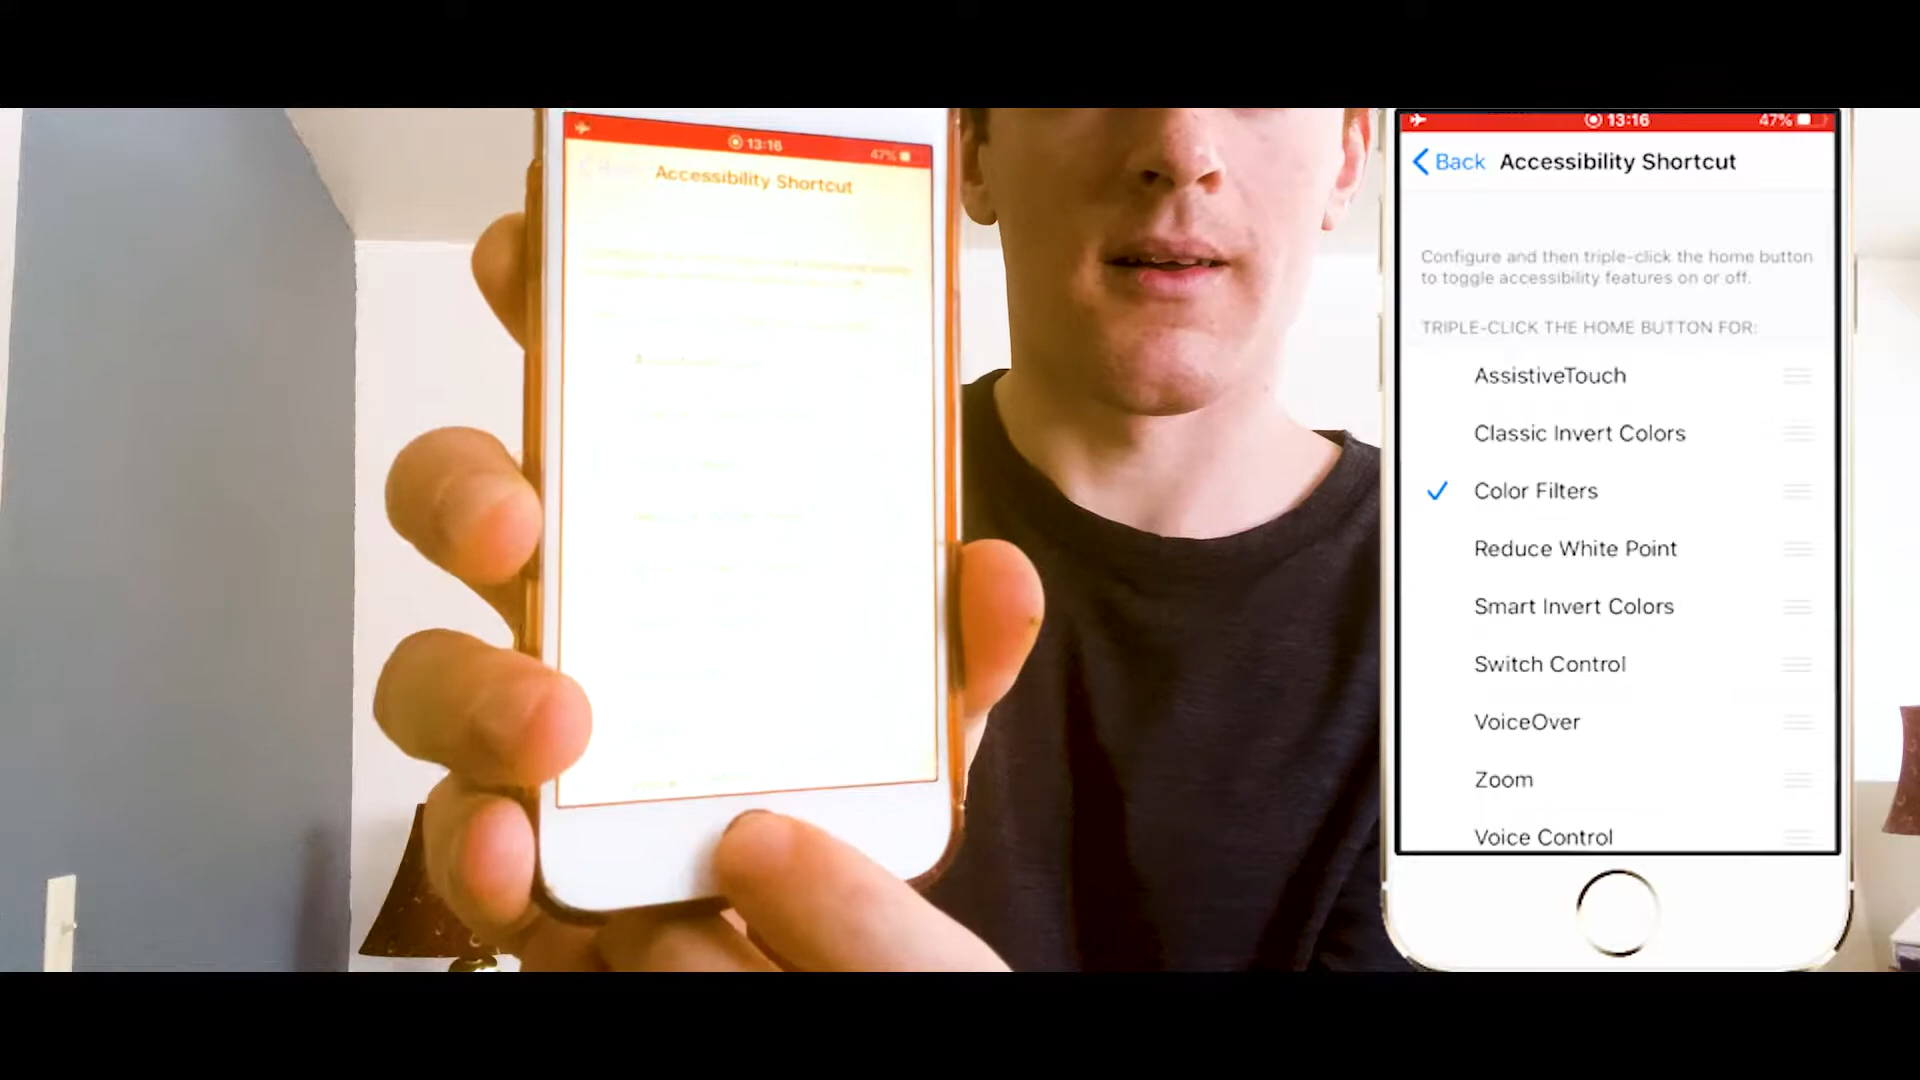 13:16
47%
Accessibility Shortcut
13:16
47%
Back Accessibility Shortcut
Configure and then triple-click the home button
to toggle accessibility features on or off.
TRIPLE-CLICK THE HOME BUTTON FOR:
AssistiveTouch
Classic Invert Colors
Color Filters
Reduce White Point
Smart Invert Colors
Switch Control
VoiceOver
Zoom
Voice Control